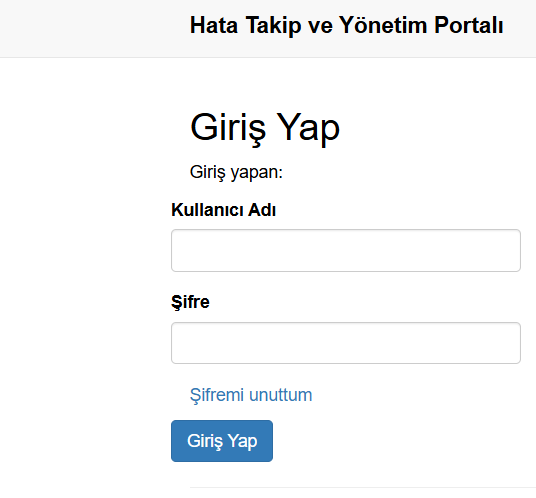 Hata Takip ve Yönetim Portalı
Giriş Yap
Giriş yapan:
Kullanıcı Adı
Şifre
Şifremi unuttum
Giriş Yap